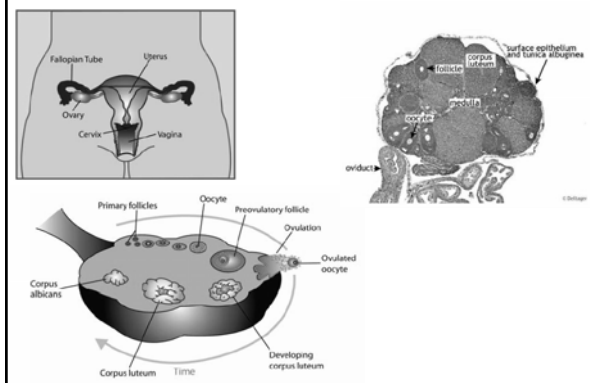 Fallopian Tube
Uterus
Ovary
Cervix
Vagina
follicle
corpus
luteum
surface epithelium
and tunica albuginea
medulla
oocyte
oviduct
© Deltagen
Primary follicles
Oocyte
Preovulatory follicle
Ovulation
Ovulated
oocyte
Corpus
albicans
Corpus luteum
Time
Developing
corpus luteum